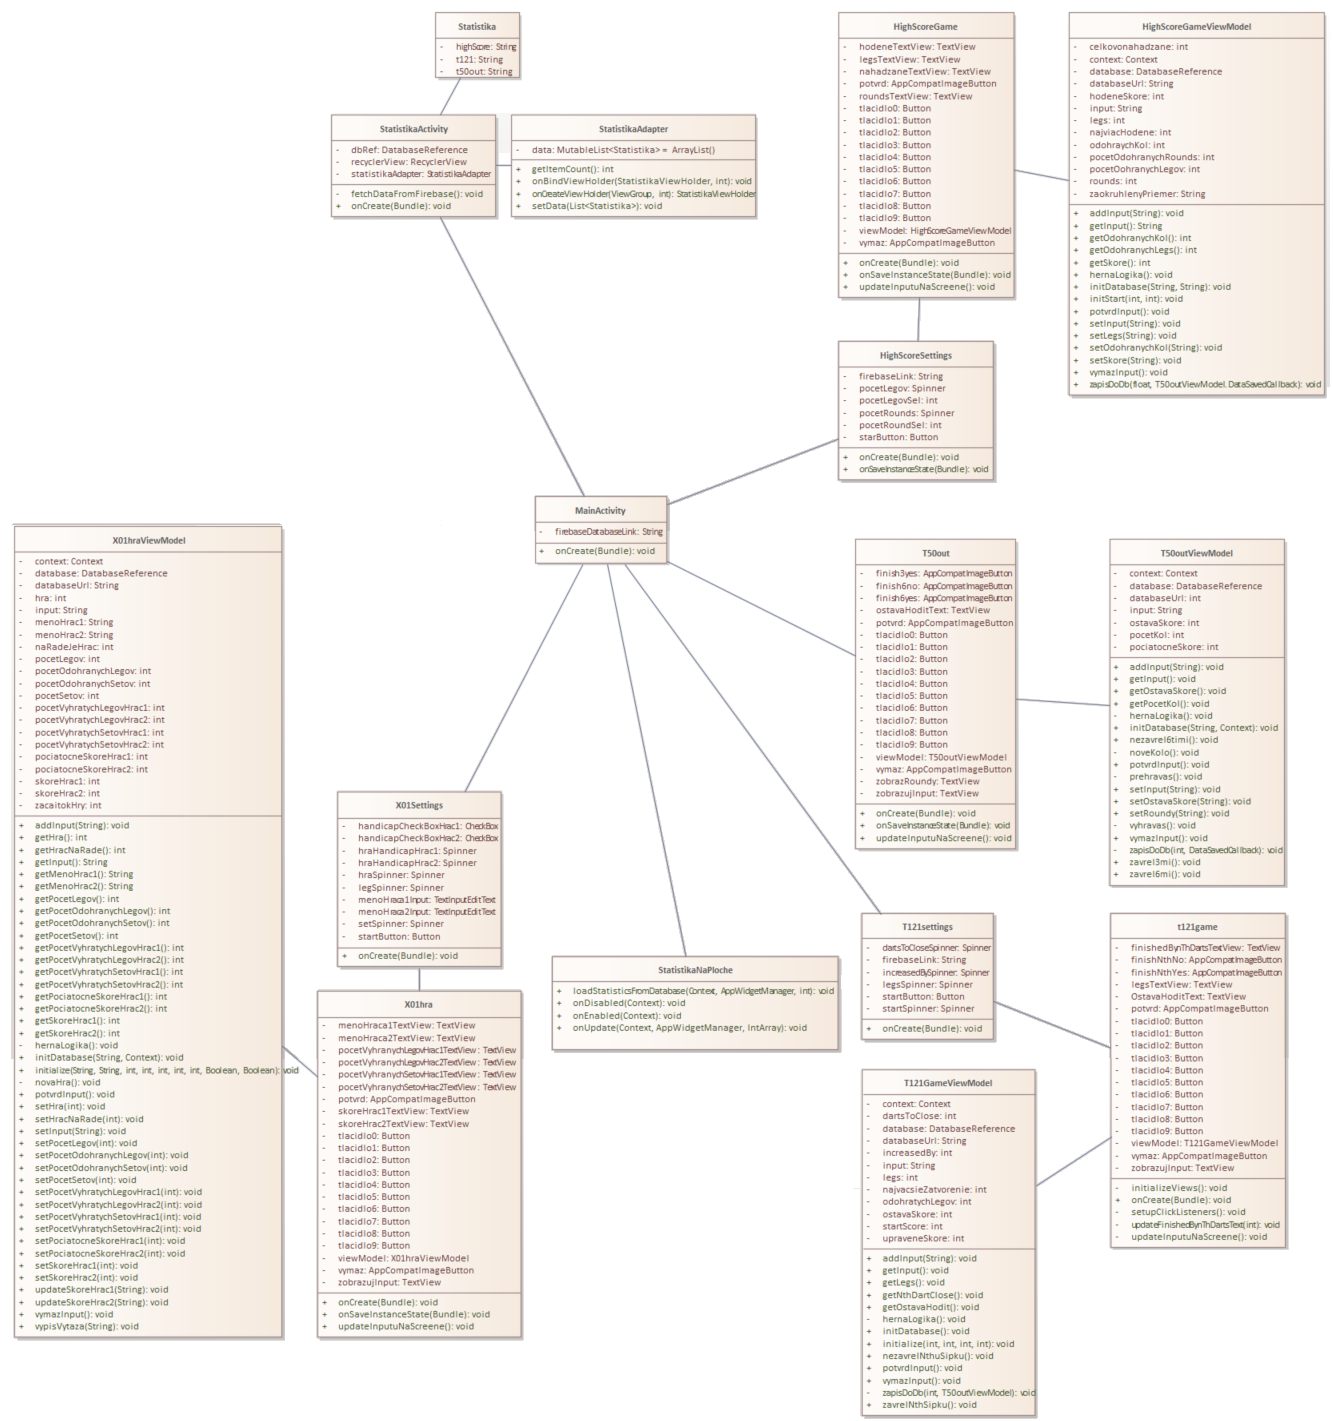 Statistika
- highScore: String
- t121: String
- t50out: String
StatistikaActivity
- dbRef: DatabaseReference
- recyclerView: RecyclerView
- statistikaAdapter: StatistikaAdapter
- fetchDataFromFirebase(): void
+ onCreate(Bundle): void
StatistikaAdapter
- data: MutableList<Statistika> = ArrayList()
+ getItemCount(): int
+ onBindViewHolder(StatistikaViewHolder, int): void
+ onCreateViewHolder(ViewGroup, int): StatistikaViewHolder
+ setData(List<Statistika>): void
HighScoreGame
- hodeneTextView: TextView
- legsTextView: TextView
- nahadzaneTextView: TextView
- potvrd: AppCompatImageButton
- roundsTextView: TextView
- tlacidlo0: Button
- tlacidlo1: Button
- tlacidlo2: Button
- tlacidlo3: Button
- tlacidlo4: Button
- tlacidlo5: Button
- tlacidlo6: Button
- tlacidlo7: Button
- tlacidlo8: Button
- tlacidlo9: Button
- viewModel: HighScoreGameViewModel
- vymaz: AppCompatImageButton
+ onCreate(Bundle): void
+ onSaveInstanceState(Bundle): void
+ updateInputuNaScreene(): void
HighScoreGameViewModel
- celkovonahadzane: int
- context: Context
- database: DatabaseReference
- databaseUrl: String
- hodeneSkore: int
- input: String
- legs: int
- najviacHodene: int
- odohraychKol: int
- pocetOdohranychRounds: int
- pocetOdohranychLegov: int
- rounds: int
- zaokruhlenyPriemer: String
+ addInput(String): void
+ getInput(): String
+ getOdohranychKol(): int
+ getOdohranychLegs(): int
+ getSkore(): int
+ hernaLogika(): void
+ initDatabase(String, String): void
+ initStart(int, int): void
+ potvrdInput(): void
+ setInput(String): void
+ setLegs(String): void
+ setOdohranychKol(String): void
+ setSkore(String): void
+ vymazInput(): void
+ zapisDoDb(float, T50outViewModel.DataSavedCallback): void
HighScoreSettings
- firebaseLink: String
- pocetLegov: Spinner
- pocetLegovSel: int
- pocetRounds: Spinner
- pocetRoundSel: int
- starButton: Button
+ onCreate(Bundle): void
+ onSaveInstanceState(Bundle): void
MainActivity
- firebaseDatabaseLink: String
+ onCreate(Bundle): void
X01hraViewModel
- context: Context
- database: DatabaseReference
- databaseUrl: String
- hra: int
- input: String
- menoHrac1: String
- menoHrac2: String
- naRadeJeHrac: int
- pocetLegov: int
- pocetOdohranychLegov: int
- pocetOdohranychSetov: int
- pocetSetov: int
- pocetVyhratychLegovHrac1: int
- pocetVyhratychLegovHrac2: int
- pocetVyhratychSetovHrac1: int
- pocetVyhratychSetovHrac2: int
- pociatocneSkoreHrac1: int
- pociatocneSkoreHrac2: int
- skoreHrac1: int
- skoreHrac2: int
- zacaitokHry: int
+ addInput(String): void
+ getHra(): int
+ getHracNaRade(): int
+ getInput(): String
+ getMenoHrac1(): String
+ getMenoHrac2(): String
+ getPocetLegov(): int
+ getPocetOdohranychLegov(): int
+ getPocetOdohranychSetov(): int
+ getPocetSetov(): int
+ getPocetVyhratychLegovHrac1(): int
+ getPocetVyhratychLegovHrac2(): int
+ getPocetVyhratychSetovHrac1(): int
+ getPocetVyhratychSetovHrac2(): int
+ getPociatocneSkoreHrac1(): int
+ getPociatocneSkoreHrac2(): int
+ getSkoreHrac1(): int
+ getSkoreHrac2(): int
- hernaLogika(): void
+ initDatabase(String, Context): void
+ initialize(String, String, int, int, int, int, int, Boolean, Boolean): void
- novaHra(): void
+ potvrdInput(): void
+ setHra(int): void
+ setHracNaRade(int): void
+ setInput(String): void
+ setPocetLegov(int): void
+ setPocetOdohranychLegov(int): void
+ setPocetOdohranychSetov(int): void
+ setPocetSetov(int): void
+ setPocetVyhratychLegovHrac1(int): void
+ setPocetVyhratychLegovHrac2(int): void
+ setPocetVyhratychSetovHrac1(int): void
+ setPocetVyhratychSetovHrac2(int): void
+ setPociatocneSkoreHrac1(int): void
+ setPociatocneSkoreHrac2(int): void
+ setSkoreHrac1(int): void
+ setSkoreHrac2(int): void
+ updateSkoreHrac1(String): void
+ updateSkoreHrac2(String): void
+ vymazInput(): void
+ vypisVytaza(String): void
T50out
- finish3yes: AppCompatImageButton
- finish6no: AppCompatImageButton
- finish6yes: AppCompatImageButton
- ostavaHoditText: TextView
- potvrd: AppCompatImageButton
- tlacidlo0: Button
- tlacidlo1: Button
- tlacidlo2: Button
- tlacidlo3: Button
- tlacidlo4: Button
- tlacidlo5: Button
- tlacidlo6: Button
- tlacidlo7: Button
- tlacidlo8: Button
- tlacidlo9: Button
- viewModel: T50outViewModel
- vymaz: AppCompatImageButton
- zobrazRoundy: TextView
- zobrazujInput: TextView
+ onCreate(Bundle): void
+ onSaveInstanceState(Bundle): void
+ updateInputuNaScreene(): void
T50outViewModel
- context: Context
- database: DatabaseReference
- databaseUrl: int
- input: String
- ostavaSkore: int
- pocetKol: int
- pociatocneSkore: int
+ addInput(String): void
+ getInput(): void
+ getOstavaSkore(): void
+ getPocetKol(): void
- hernaLogika(): void
+ initDatabase(String, Context): void
+ nezavrel6timi(): void
- noveKolo(): void
+ potvrdInput(): void
- prehravas(): void
+ setInput(String): void
+ setOstavaSkore(String): void
+ setRoundy(String): void
- vyhravas(): void
+ vymazInput(): void
- zapisDoDb(int, DataSavedCallback): void
+ zavrel3mi(): void
+ zavrel6mi(): void
X01Settings
- handicapCheckBoxHrac1: CheckBox
- handicapCheckBoxHrac2: CheckBox
- hraHandicapHrac1: Spinner
- hraHandicapHrac2: Spinner
- hraSpinner: Spinner
- legSpinner: Spinner
- menoHraca1Input: TextInputEditText
- menoHraca2Input: TextInputEditText
- setSpinner: Spinner
- startButton: Button
+ onCreate(Bundle): void
X01hra
- menoHraca1TextView: TextView
- menoHraca2TextView: TextView
- pocetVyhranychLegovHrac1TextView: TextView
- pocetVyhranychLegovHrac2TextView: TextView
- pocetVyhranychSetovHrac1TextView: TextView
- pocetVyhranychSetovHrac2TextView: TextView
- potvrd: AppCompatImageButton
- skoreHrac1TextView: TextView
- skoreHrac2TextView: TextView
- tlacidlo0: Button
- tlacidlo1: Button
- tlacidlo2: Button
- tlacidlo3: Button
- tlacidlo4: Button
- tlacidlo5: Button
- tlacidlo6: Button
- tlacidlo7: Button
- tlacidlo8: Button
- tlacidlo9: Button
- viewModel: X01hraViewModel
- vymaz: AppCompatImageButton
- zobrazujInput: TextView
+ onCreate(Bundle): void
+ onSaveInstanceState(Bundle): void
+ updateInputuNaScreene(): void
StatistikaNaPloche
+ loadStatisticsFromDatabase(Context, AppWidgetManager, int): void
+ onDisabled(Context): void
+ onEnabled(Context): void
+ onUpdate(Context, AppWidgetManager, IntArray): void
T121settings
- dartsToCloseSpinner: Spinner
- firebaseLink: String
- increasedBySpinner: Spinner
- legsSpinner: Spinner
- startButton: Button
- startSpinner: Spinner
+ onCreate(Bundle): void
t121game
- finishedBynThDartsTextView: TextView
- finishNthNo: AppCompatImageButton
- finishNthYes: AppCompatImageButton
- legsTextView: TextView
- OstavaHoditText: TextView
- potvrd: AppCompatImageButton
- tlacidlo0: Button
- tlacidlo1: Button
- tlacidlo2: Button
- tlacidlo3: Button
- tlacidlo4: Button
- tlacidlo5: Button
- tlacidlo6: Button
- tlacidlo7: Button
- tlacidlo8: Button
- tlacidlo9: Button
- viewModel: T121GameViewModel
- vymaz: AppCompatImageButton
- zobrazujInput: TextView
- initializeViews(): void
+ onCreate(Bundle): void
- setupClickListeners(): void
- updateFinishedBynThDartsText(int): void
- updateInputuNaScreene(): void
T121GameViewModel
- context: Context
- dartsToClose: int
- database: DatabaseReference
- databaseUrl: String
- increasedBy: int
- input: String
- legs: int
- najvacsieZatvorenie: int
- odohratychLegov: int
- ostavaSkore: int
- startScore: int
- upraveneSkore: int
+ addInput(String): void
+ getInput(): void
+ getLegs(): void
+ getNthDartClose(): void
+ getOstavaHodit(): void
- hernaLogika(): void
+ initDatabase(): void
+ initialize(int, int, int, int): void
+ nezavrelNthuSipku(): void
+ potvrdInput(): void
+ vymazInput(): void
- zapisDoDb(int, T50outViewModel): void
+ zavrelNthSipku(): void